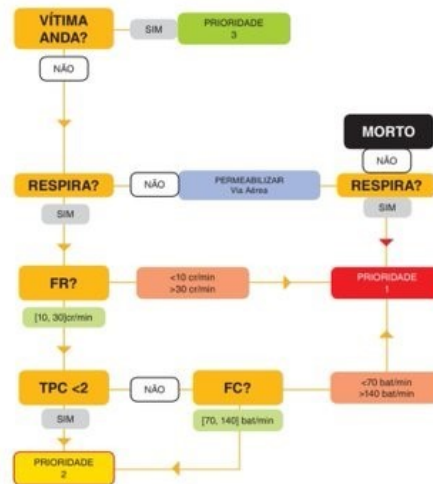 VÍTIMA
ANDA?
SIM
PRIORIDADE
3
NÃO
MORTO
NÃO
RESPIRA?
NÃO
PERMEABILIZAR
Via Aérea
RESPIRA?
SIM
SIM
FR?
<10 cr/min
>30 cr/min
PRIORIDADE
1
[10, 30]cr/min
TPC <2
NÃO
FC?
<70 bat/min
>140 bat/min
SIM
[70, 140] bat/min
PRIORIDADE
2